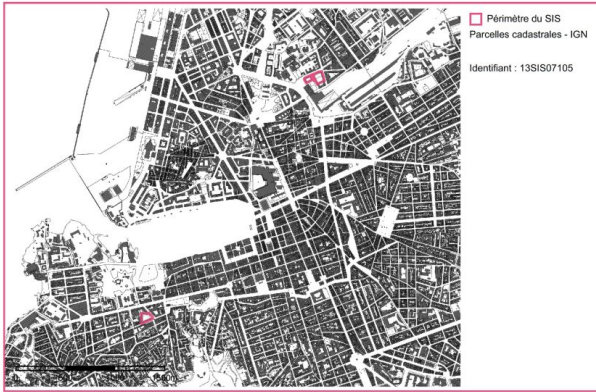 Périmètre du SIS
Parcelles cadastrales - IGN
Identifiant : 13SIS07105